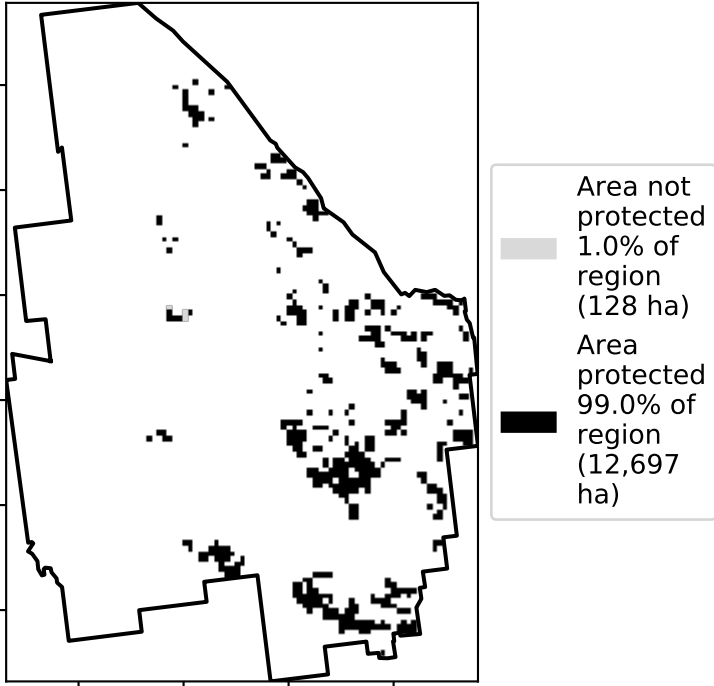 Area not
protected
1.0% of
region
(128 ha)
Area
protected
99.0% of
region
(12,697
ha)